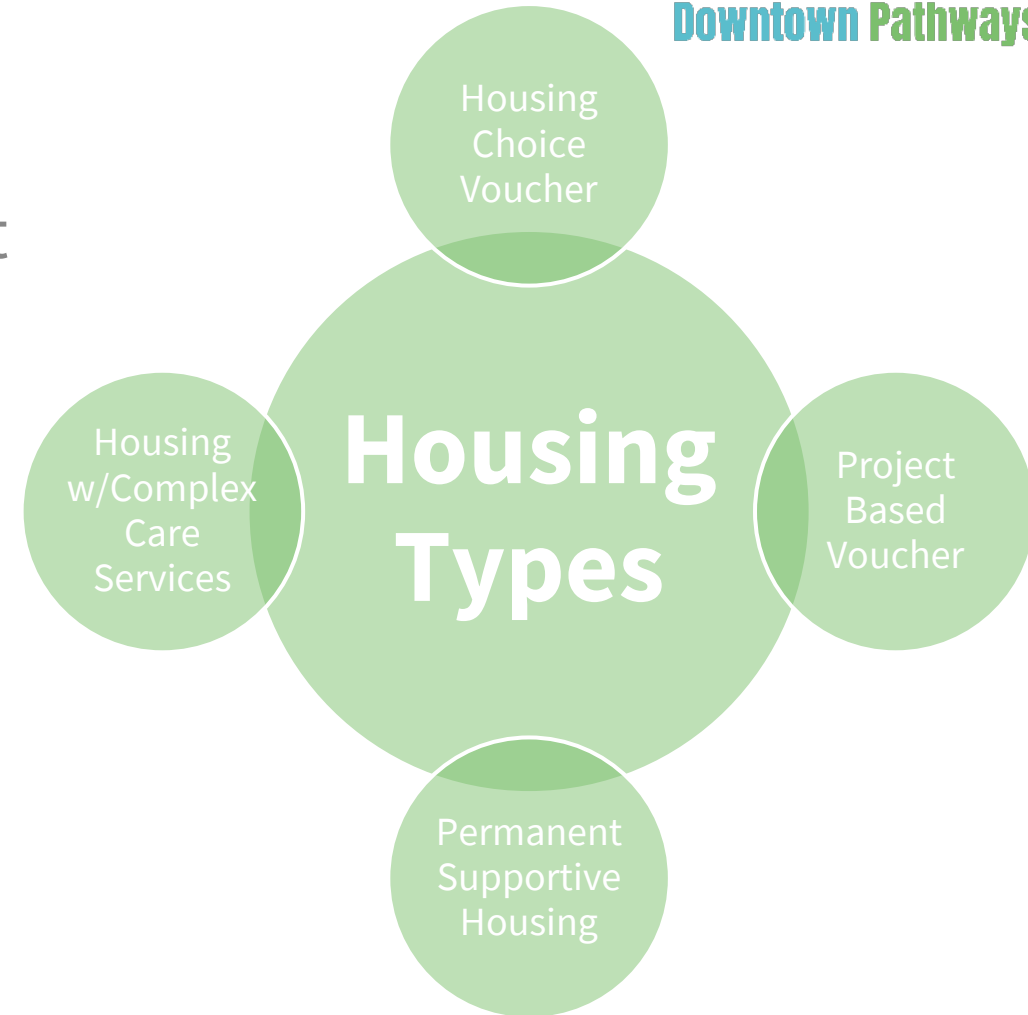 Downtown Pathways
Housing
Choice
Voucher
Housing
w/Complex
Care
Services
Housing
Types
Project
Based
Voucher
Permanent
Supportive
Housing